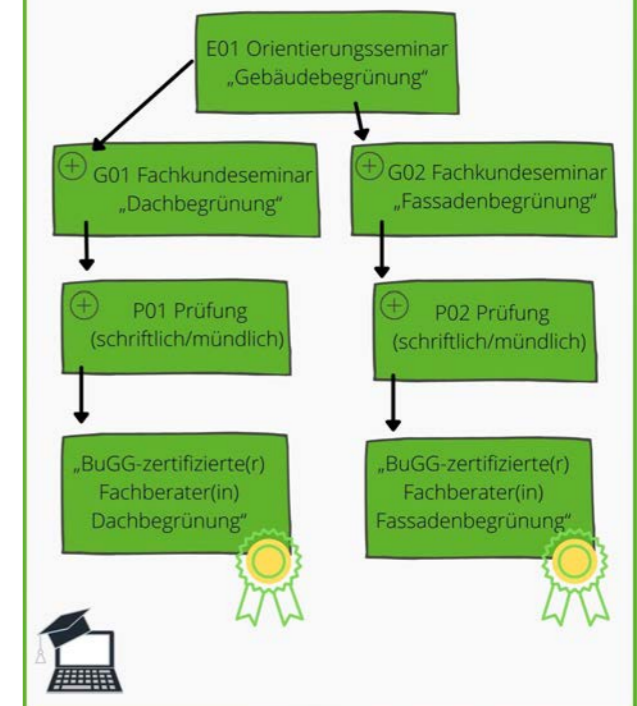 E01 Orientierungsseminar
„Gebäudebegrünung“
G01 Fachkundeseminar
„Dachbegrünung“
G02 Fachkundeseminar
„Fassadenbegrünung“
P01 Prüfung
(schriftlich/mündlich)
P02 Prüfung
(schriftlich/mündlich)
„BuGG-zertifizierte(r)
Fachberater(in)
Dachbegrünung“
„BuGG-zertifizierte(r)
Fachberater(in)
Fassadenbegrünung“